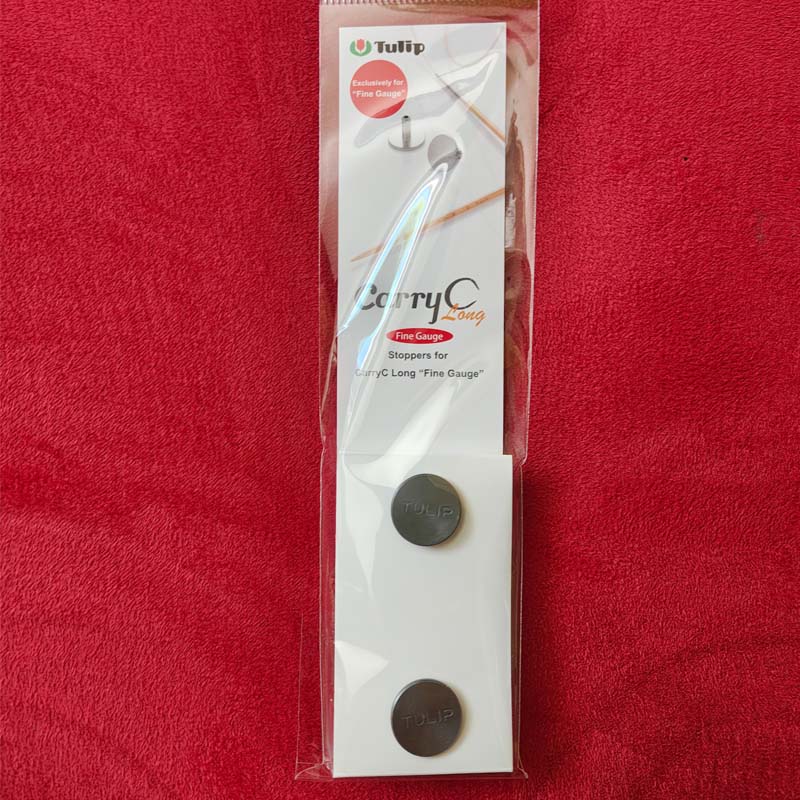 Tulip
Exclusively for
"Fine Gauge"
CarryC
Long
Fine Gauge
Stoppers for
CarryC Long "Fine Gauge"
TULIP
TULIP